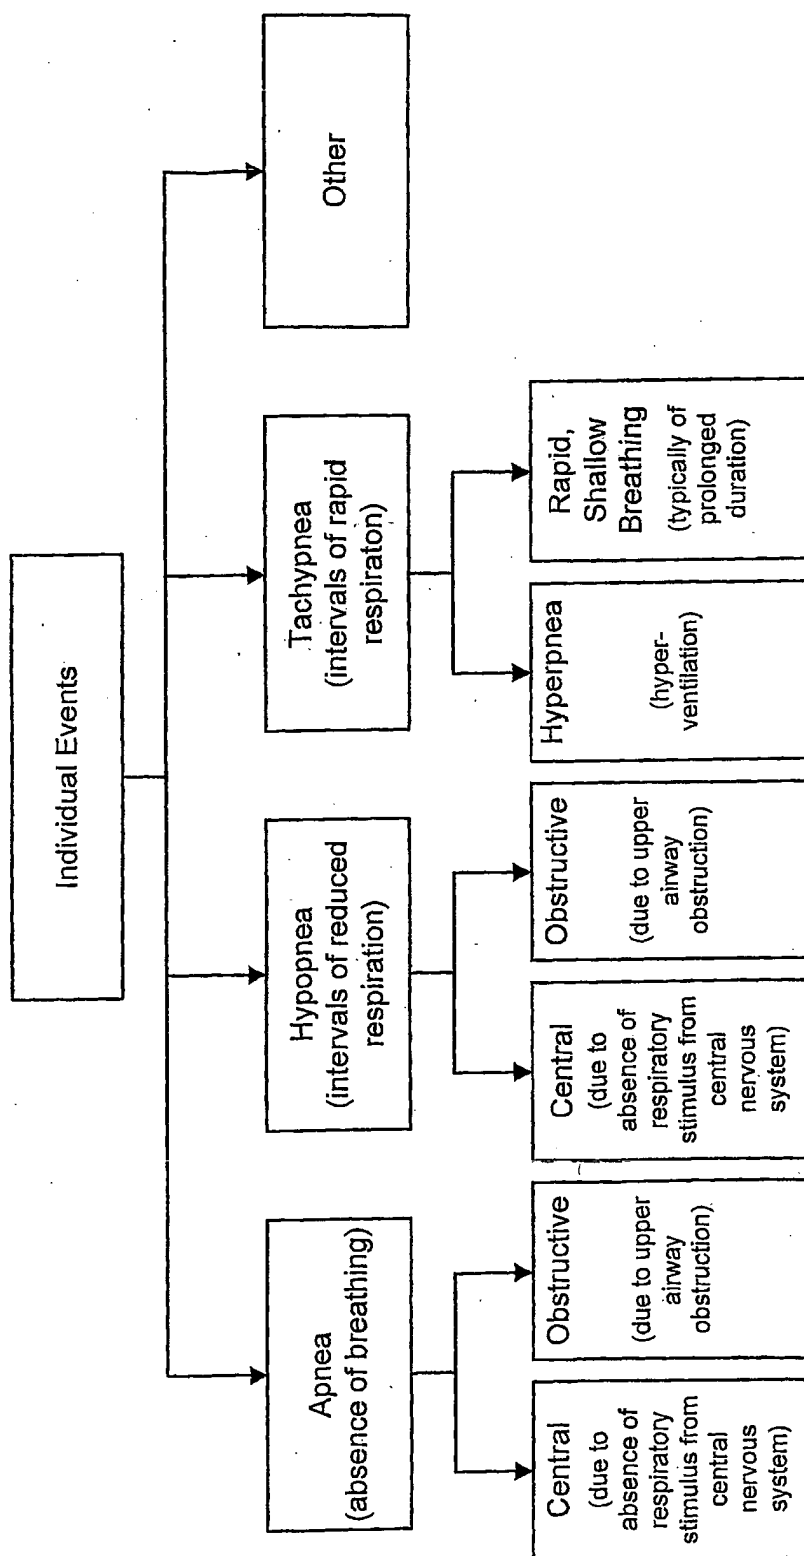 Individual Events
Apnea
(absence of breathing)
Hypopnea
(intervals of reduced
respiration)
Tachypnea
(intervals of rapid
respiraton)
Other
Central
(due to
absence of
respiratory
stimulus from
central
nervous
system)
Obstructive
(due to upper
airway
obstruction)
Central
(due to
absence of
respiratory
stimulus from
central
nervous
system)
Obstructive
(due to upper
airway
obstruction)
Hyperpnea
(hyper-
ventilation)
Rapid,
Shallow
Breathing
(typically of
prolonged
duration)